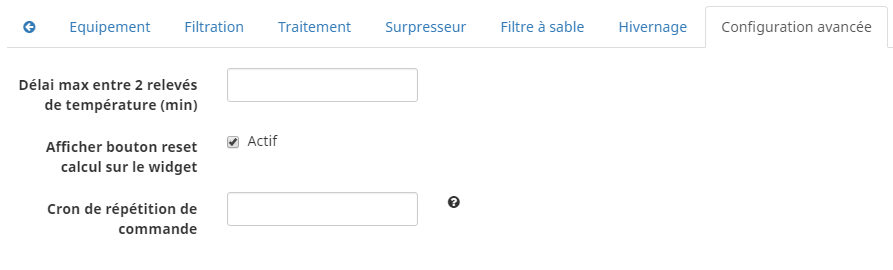 Equipement Filtration Traitement Surpresseur Filtre à sable Hivernage Configuration avancée
Délai max entre 2 relevés
de température (min)
Afficher bouton reset
calcul sur le widget
Actif
Cron de répétition de
commande